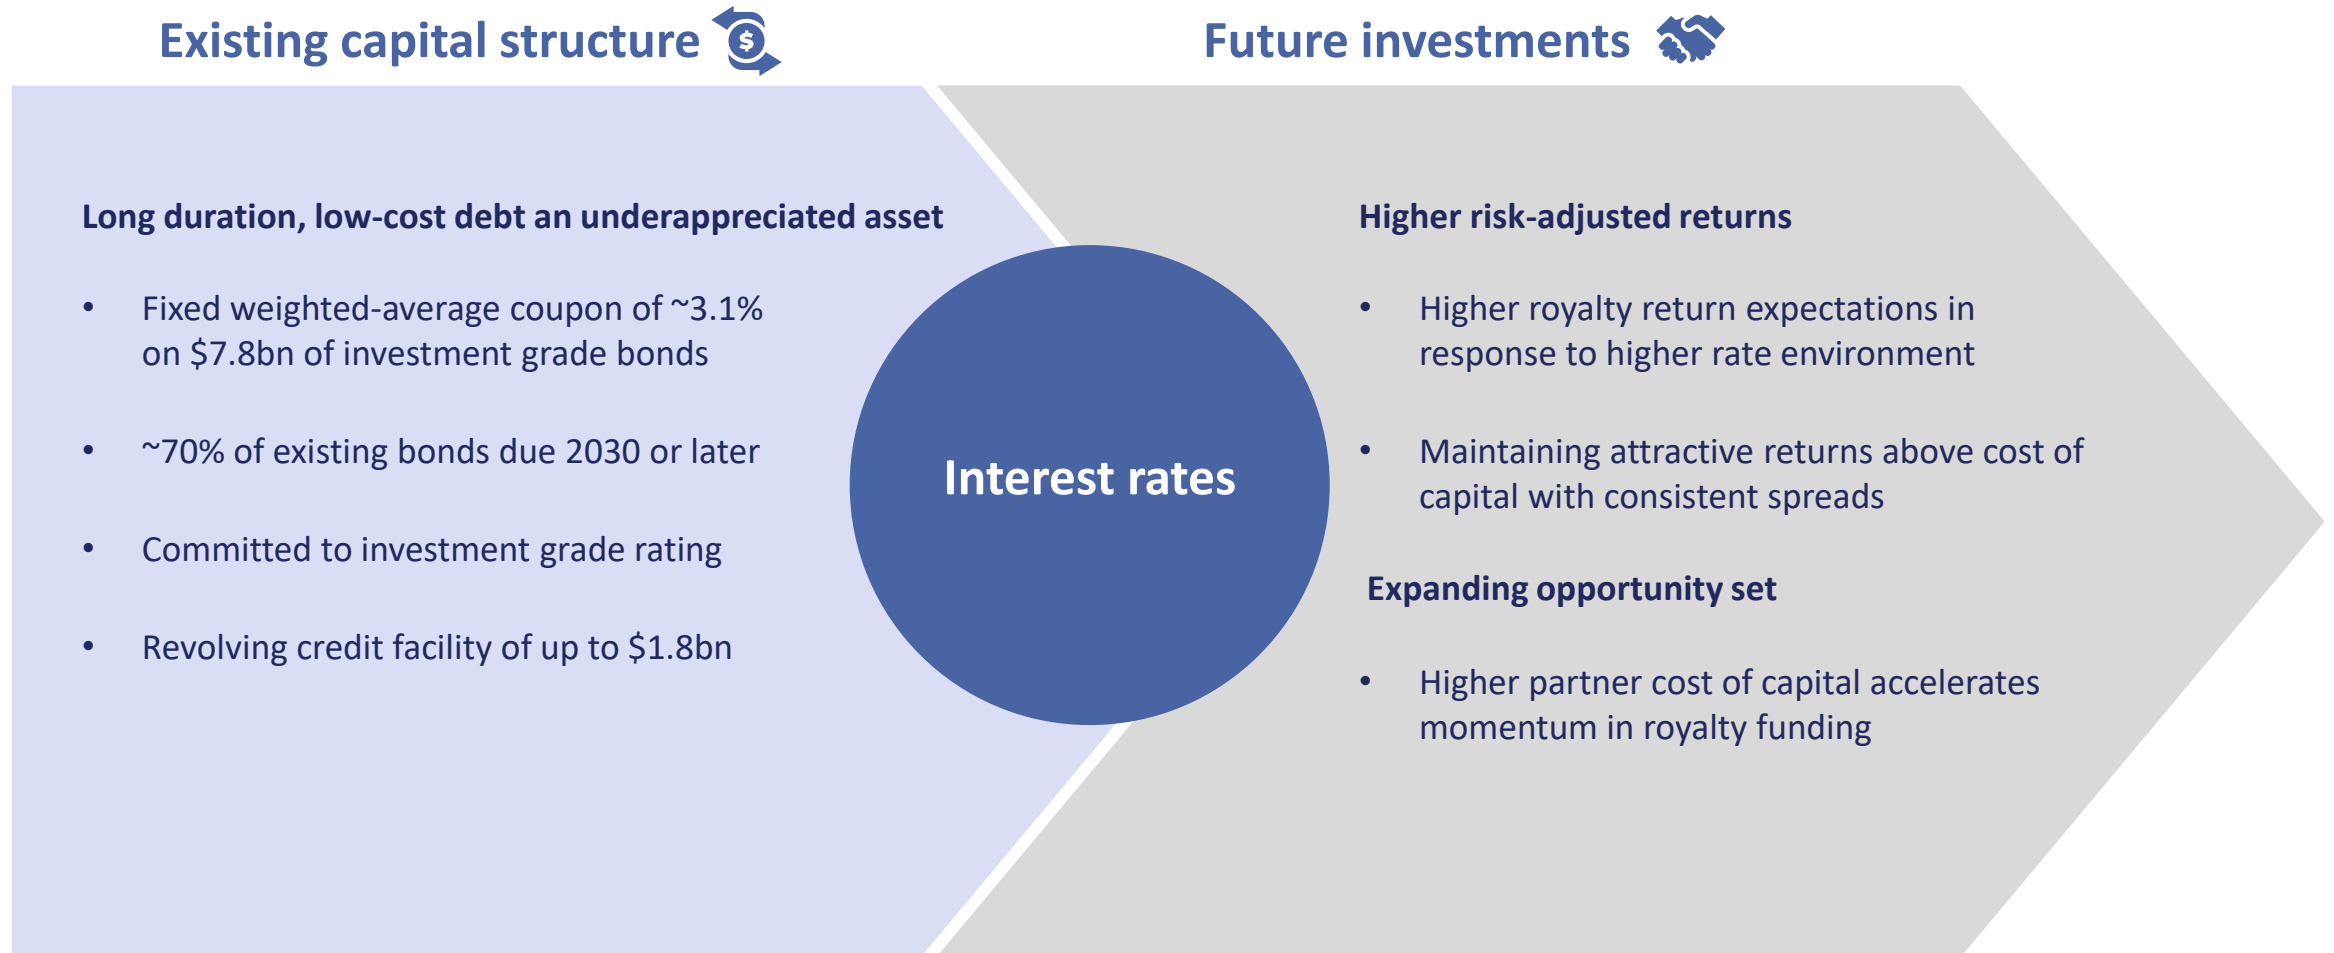 Existing capital structure
$
Long duration, low-cost debt an underappreciated asset
• Fixed weighted-average coupon of ~3.1%
on $7.8bn of investment grade bonds
• ~70% of existing bonds due 2030 or later
• Committed to investment grade rating
• Revolving credit facility of up to $1.8bn
Interest rates
Future investments
Higher risk-adjusted returns
• Higher royalty return expectations in
response to higher rate environment
• Maintaining attractive returns above cost of
capital with consistent spreads
Expanding opportunity set
• Higher partner cost of capital accelerates
momentum in royalty funding